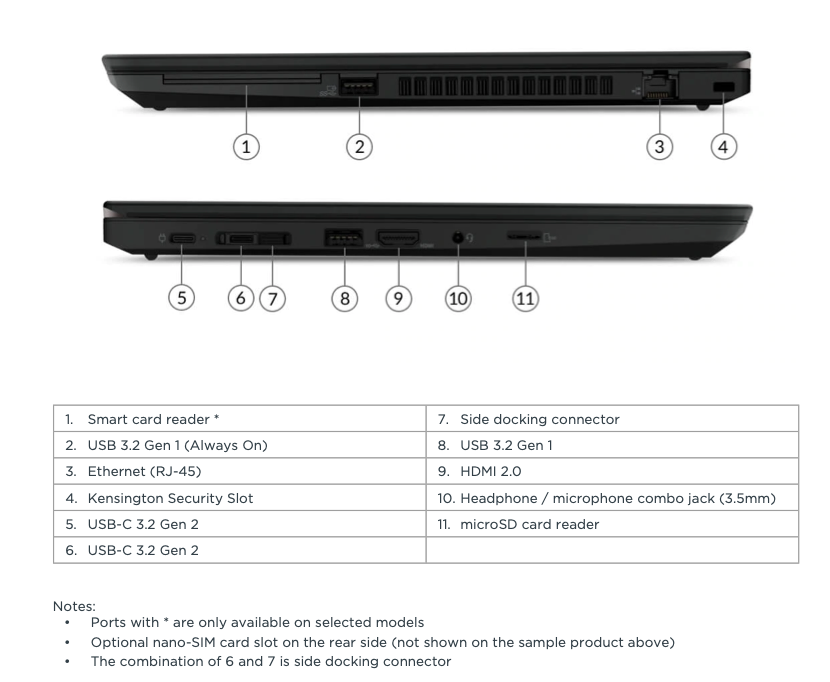 1
2
3
4
5
6
7
8
9
10
11
1. Smart card reader *
7. Side docking connector
2. USB 3.2 Gen 1 (Always On)
8. USB 3.2 Gen 1
3. Ethernet (RJ-45)
9. HDMI 2.0
4. Kensington Security Slot
10. Headphone / microphone combo jack (3.5mm)
5. USB-C 3.2 Gen 2
11. microSD card reader
6. USB-C 3.2 Gen 2
Notes:
• Ports with * are only available on selected models
• Optional nano-SIM card slot on the rear side (not shown on the sample product above)
• The combination of 6 and 7 is side docking connector